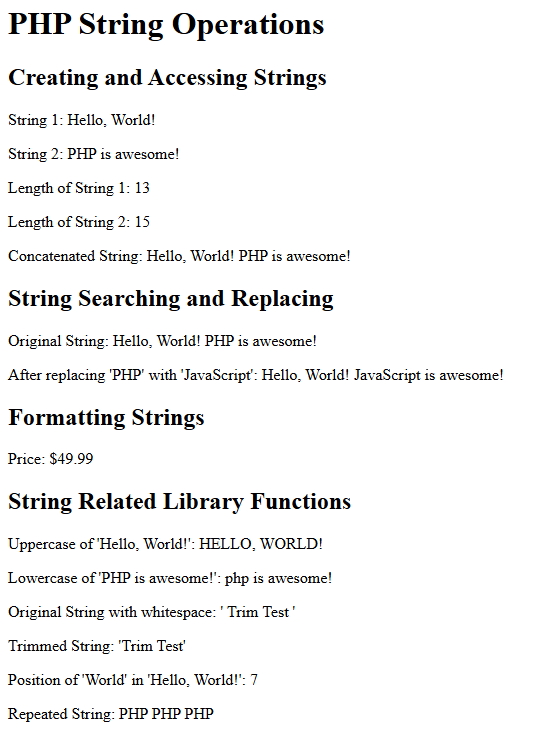 PHP String Operations
Creating and Accessing Strings
String 1: Hello, World!
String 2: PHP is awesome!
Length of String 1: 13
Length of String 2: 15
Concatenated String: Hello, World! PHP is awesome!
String Searching and Replacing
Original String: Hello, World! PHP is awesome!
After replacing 'PHP' with 'JavaScript': Hello, World! JavaScript is awesome!
Formatting Strings
Price: $49.99
String Related Library Functions
Uppercase of 'Hello, World!': HELLO, WORLD!
Lowercase of 'PHP is awesome!': php is awesome!
Original String with whitespace: ' Trim Test '
Trimmed String: 'Trim Test'
Position of 'World' in 'Hello, World!': 7
Repeated String: PHP PHP PHP